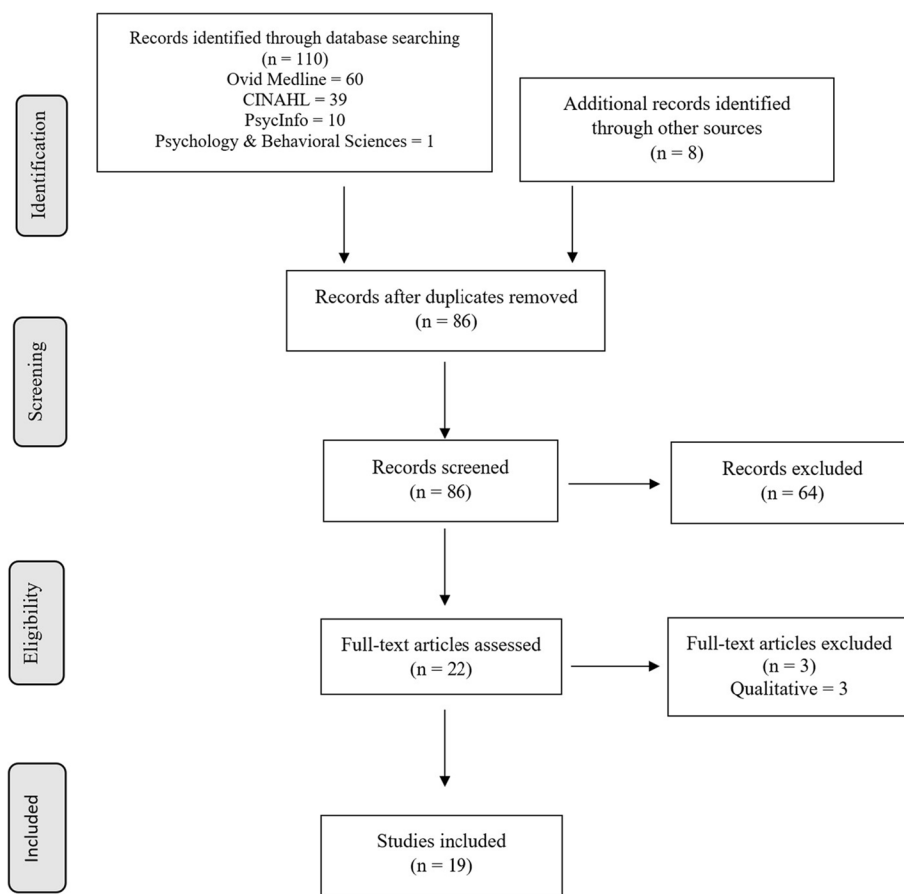 Identification
Records identified through database searching
(n = 110)
Ovid Medline = 60
CINAHL = 39
PsycInfo = 10
Psychology & Behavioral Sciences = 1
Additional records identified
through other sources
(n = 8)
Records after duplicates removed
(n = 86)
Screening
Records screened
(n = 86)
Records excluded
(n = 64)
Eligibility
Full-text articles assessed
(n = 22)
Full-text articles excluded
(n = 3)
Qualitative = 3
Included
Studies included
(n = 19)